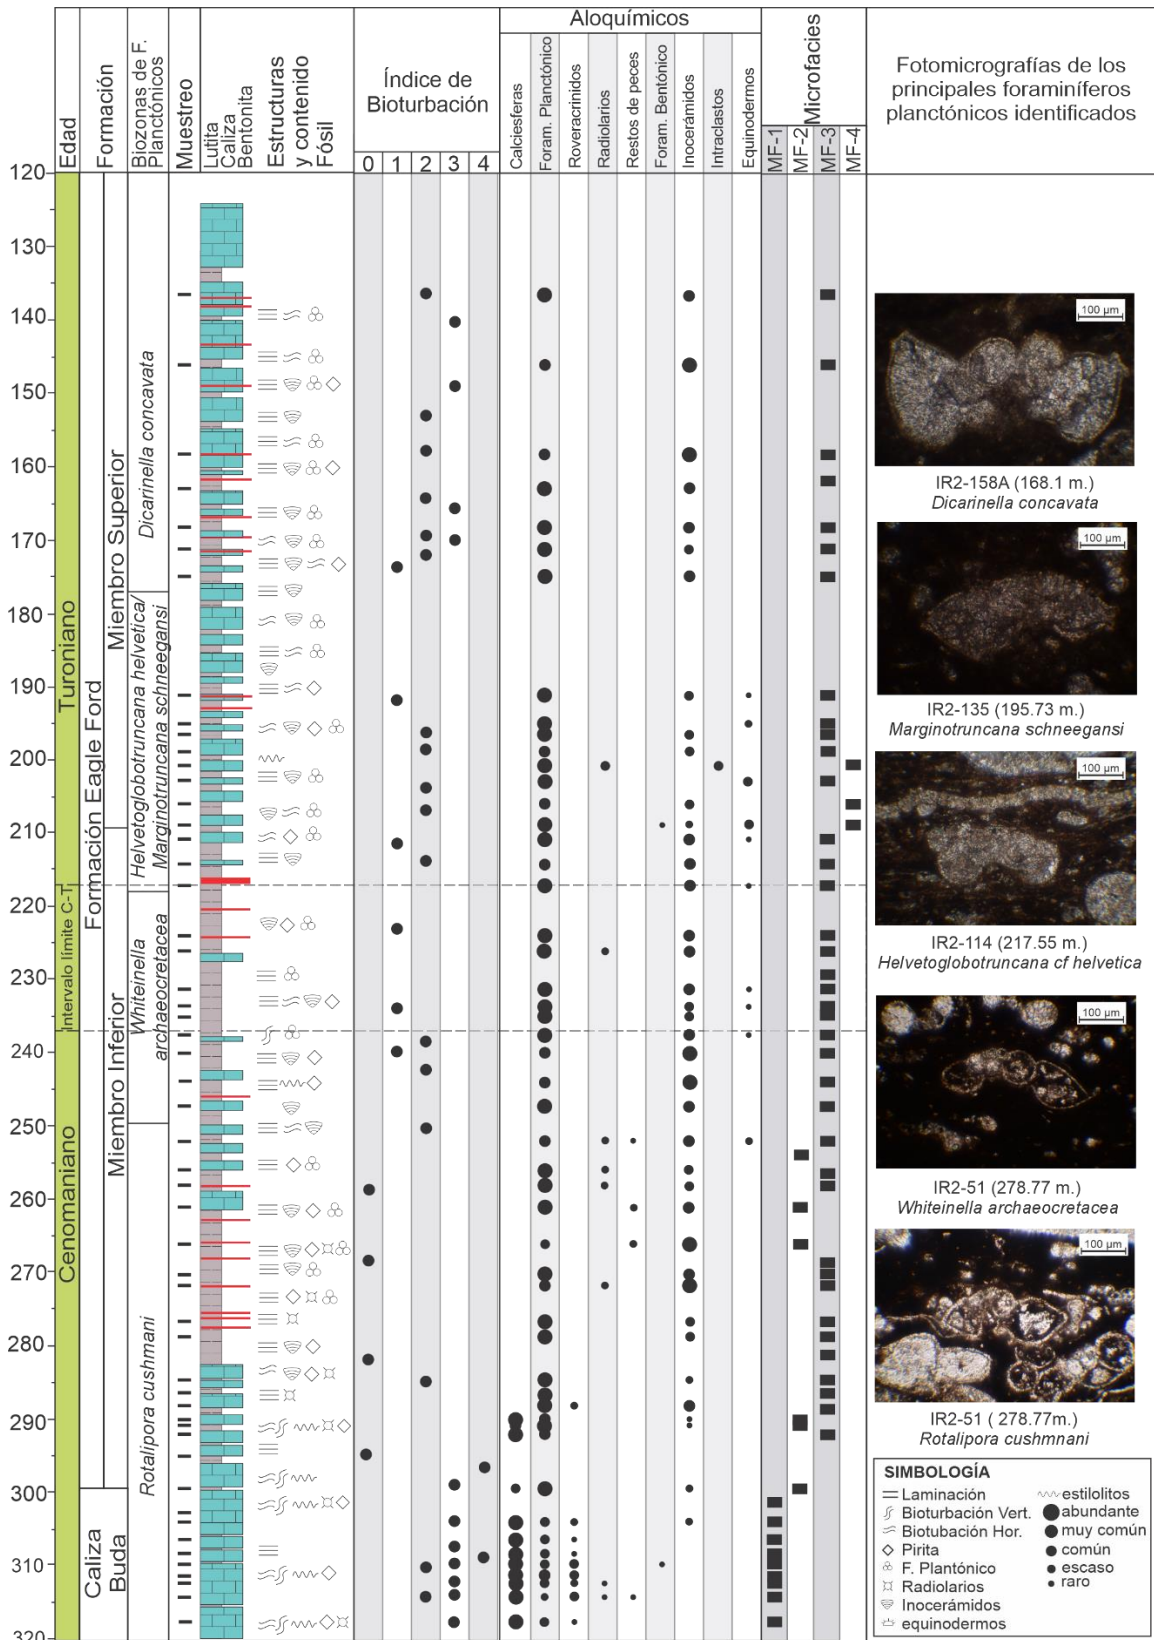 Edad
Formación
Biozonas de F.
Planctónicos
Muestreo
Lutita
Caliza
Bentonita
Estructuras
y contenido
Fósil
Índice de
Bioturbación
0 1 2 3 4
Aloquímicos
Calciesferas
Foram. Planctónico
Roveracrinidos
Radiolarios
Restos de peces
Foram. Bentónico
Inocerámidos
Intraclastos
Equinodermos
Microfacies
MF-1
MF-2
MF-3
MF-4
Fotomicrografías de los
principales foraminíferos
planctónicos identificados
120
130
140
150
160
170
180
190
200
210
220
230
240
250
260
270
280
290
300
310
320
Turoniano
Intervalo límite C-T
Cenomaniano
Formación Eagle Ford
Caliza
Buda
Miembro Superior
Miembro Inferior
Dicarinella concavata
Helvetoglobotruncana helvetica/
Marginotruncana schneegansi
Whiteinella
archaeocretacea
Rotalipora cushmani
100 µm
IR2-158A (168.1 m.)
Dicarinella concavata
100 µm
IR2-135 (195.73 m.)
Marginotruncana schneegansi
100 µm
IR2-114 (217.55 m.)
Helvetoglobotruncana cf helvetica
100 µm
IR2-51 (278.77 m.)
Whiteinella archaeocretacea
100 µm
IR2-51 ( 278.77m.)
Rotalipora cushmnani
SIMBOLOGÍA
Laminación
Bioturbación Vert.
Biotubación Hor.
Pirita
F. Plantónico
Radiolarios
Inocerámidos
equinodermos
estilolitos
abundante
muy común
común
escaso
raro